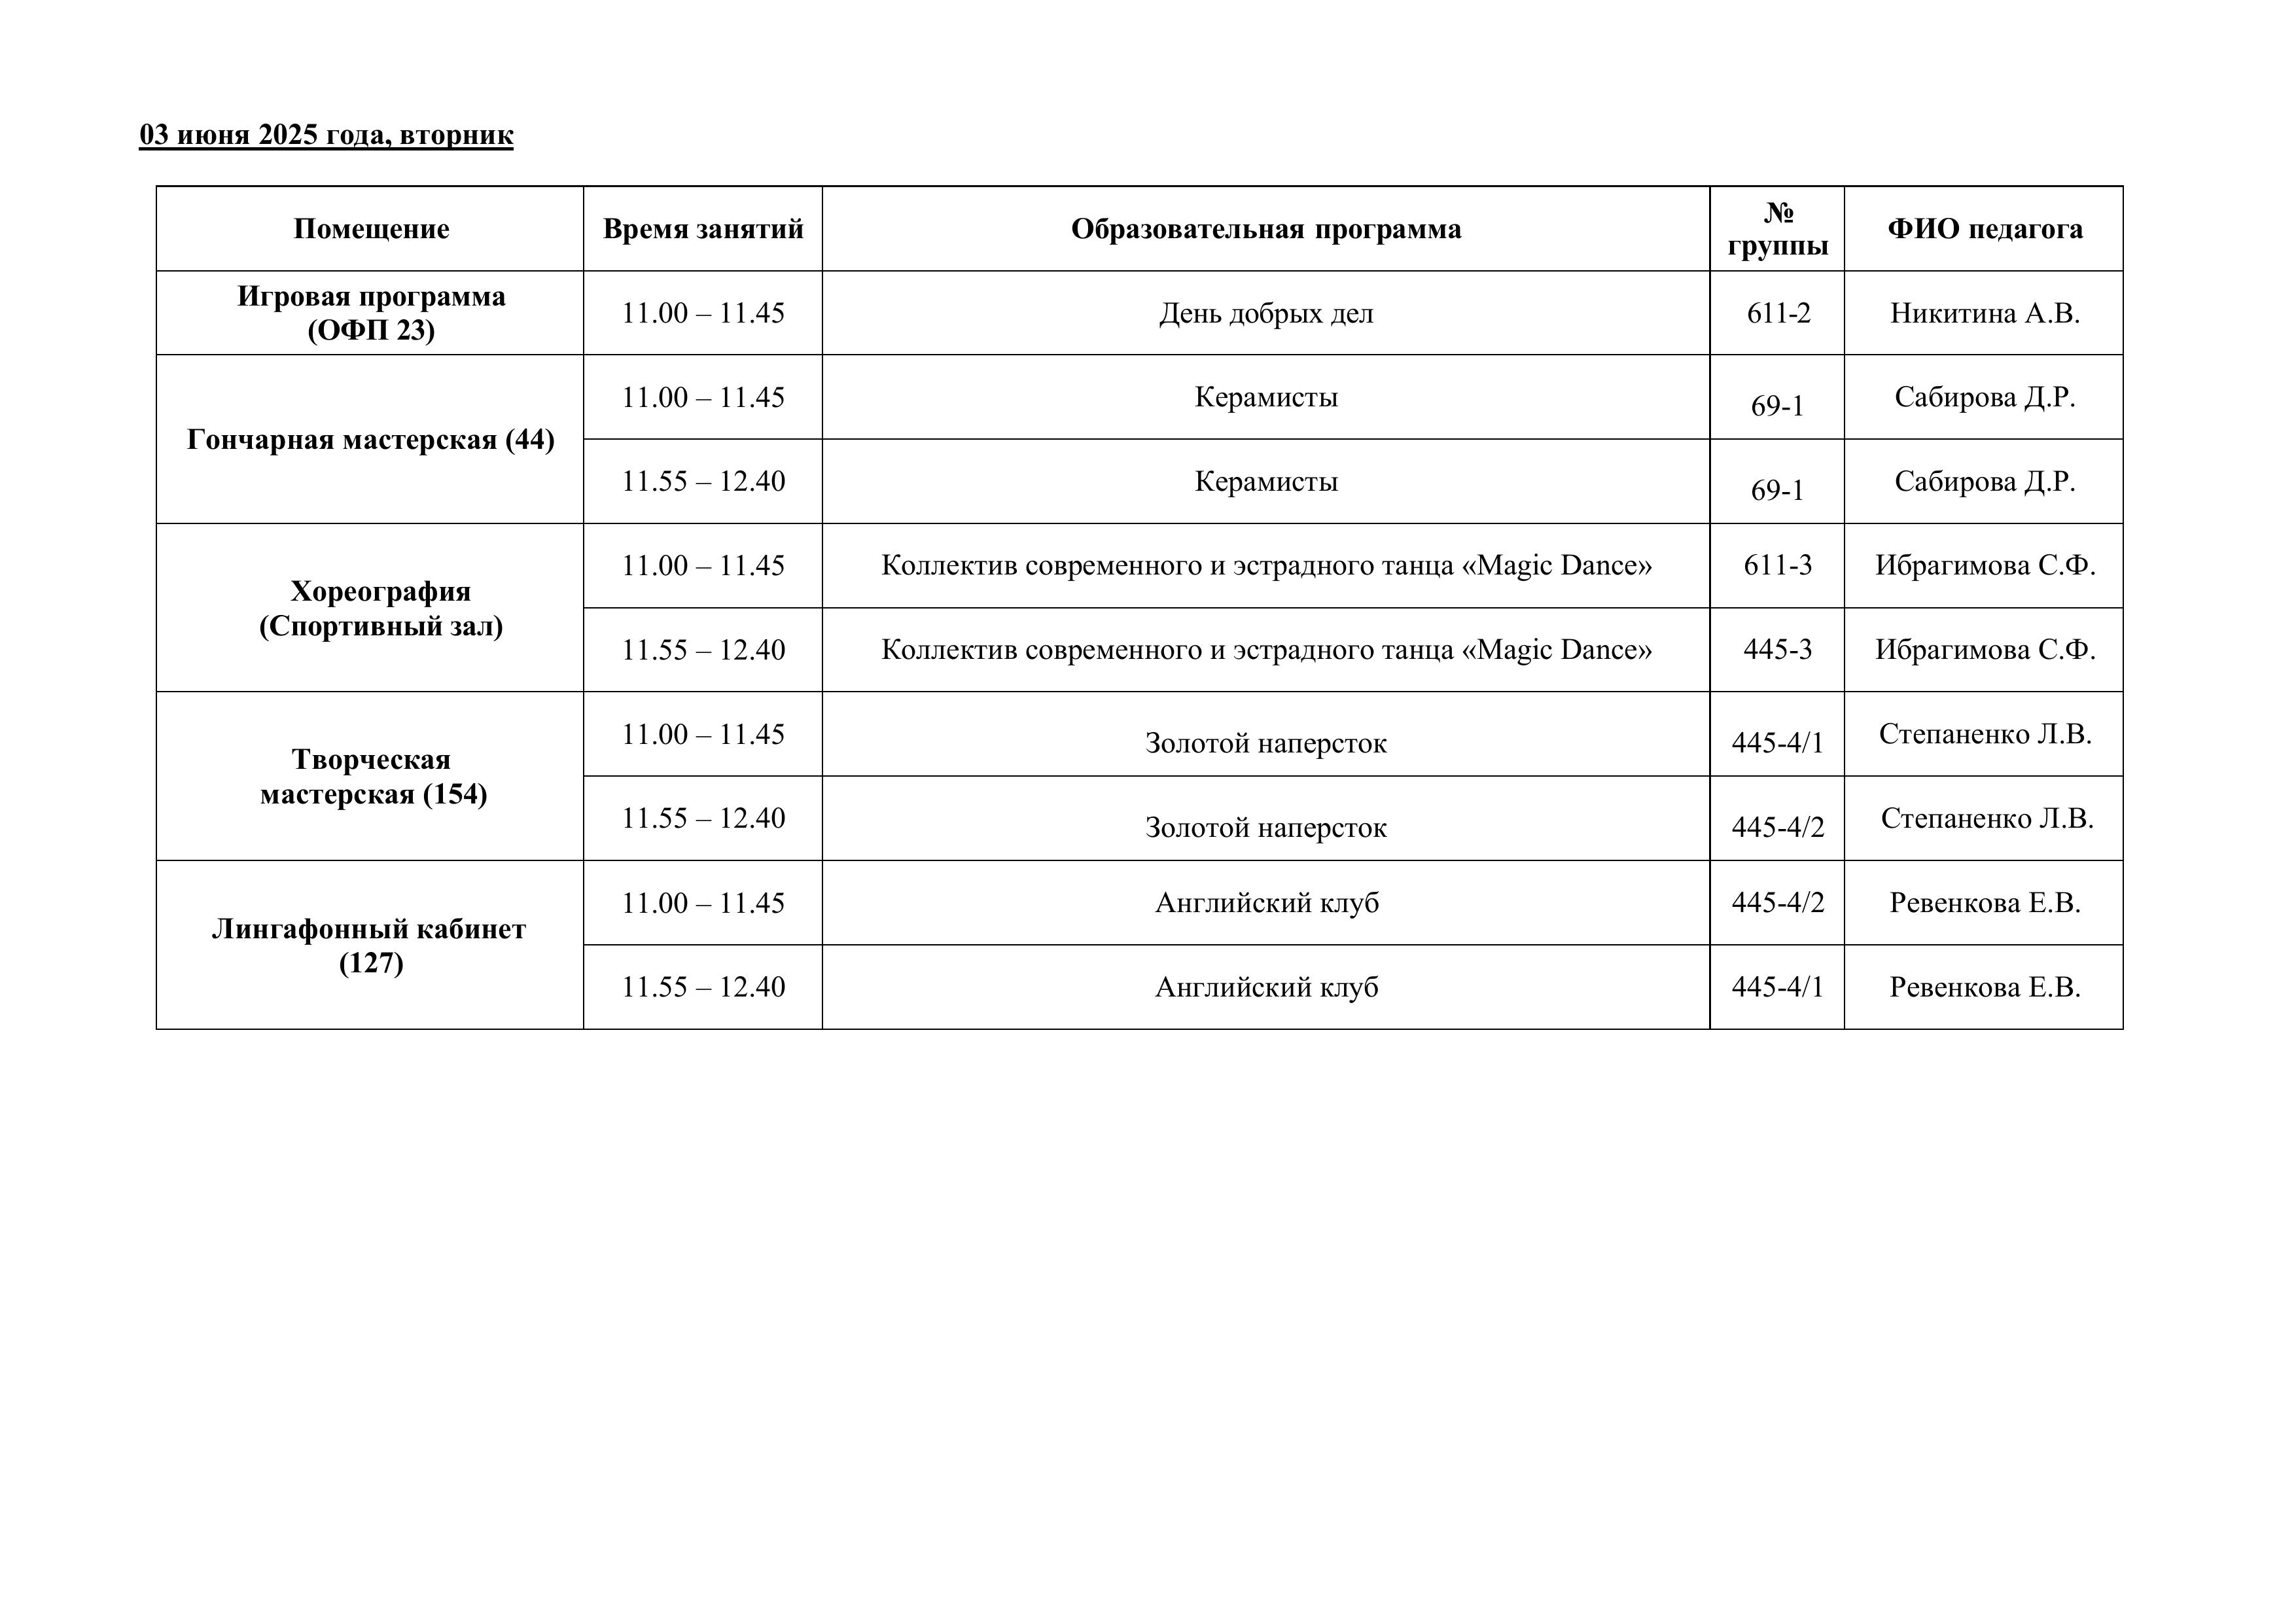 03 июня 2025 года, вторник
Помещение
Время занятий
Образовательная программа
№
группы
ФИО педагога
Игровая программа
(ОФП 23)
11.00 – 11.45
День добрых дел
611-2
Никитина А.В.
Гончарная мастерская (44)
11.00 – 11.45
Керамисты
69-1
Сабирова Д.Р.
11.55 – 12.40
Керамисты
69-1
Сабирова Д.Р.
Хореография
(Спортивный зал)
11.00 – 11.45
Коллектив современного и эстрадного танца «Magic Dance»
611-3
Ибрагимова С.Ф.
11.55 – 12.40
Коллектив современного и эстрадного танца «Magic Dance»
445-3
Ибрагимова С.Ф.
Творческая
мастерская (154)
11.00 – 11.45
Золотой наперсток
445-4/1
Степаненко Л.В.
11.55 – 12.40
Золотой наперсток
445-4/2
Степаненко Л.В.
Лингафонный кабинет
(127)
11.00 – 11.45
Английский клуб
445-4/2
Ревенкова Е.В.
11.55 – 12.40
Английский клуб
445-4/1
Ревенкова Е.В.